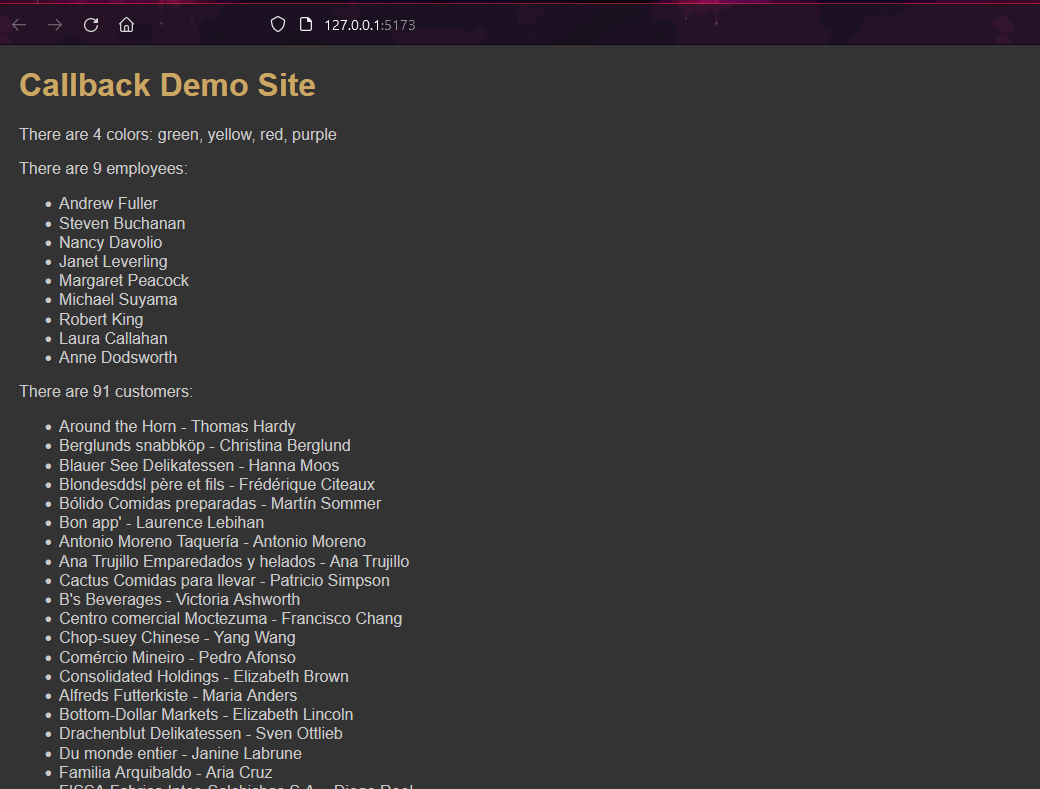 127.0.0.1:5173
Callback Demo Site
There are 4 colors: green, yellow, red, purple
There are 9 employees:
Andrew Fuller
Steven Buchanan
Nancy Davolio
Janet Leverling
Margaret Peacock
Michael Suyama
Robert King
Laura Callahan
Anne Dodsworth
There are 91 customers:
Around the Horn - Thomas Hardy
Berglunds snabbköp - Christina Berglund
Blauer See Delikatessen - Hanna Moos
Blondesddsl père et fils - Frédérique Citeaux
Bólido Comidas preparadas - Martín Sommer
Bon app' - Laurence Lebihan
Antonio Moreno Taquería - Antonio Moreno
Ana Trujillo Emparedados y helados - Ana Trujillo
Cactus Comidas para llevar - Patricio Simpson
B's Beverages - Victoria Ashworth
Centro comercial Moctezuma - Francisco Chang
Chop-suey Chinese - Yang Wang
Comércio Mineiro - Pedro Afonso
Consolidated Holdings - Elizabeth Brown
Alfreds Futterkiste - Maria Anders
Bottom-Dollar Markets - Elizabeth Lincoln
Drachenblut Delikatessen - Sven Ottlieb
Du monde entier - Janine Labrune
Familia Arquibaldo - Aria Cruz